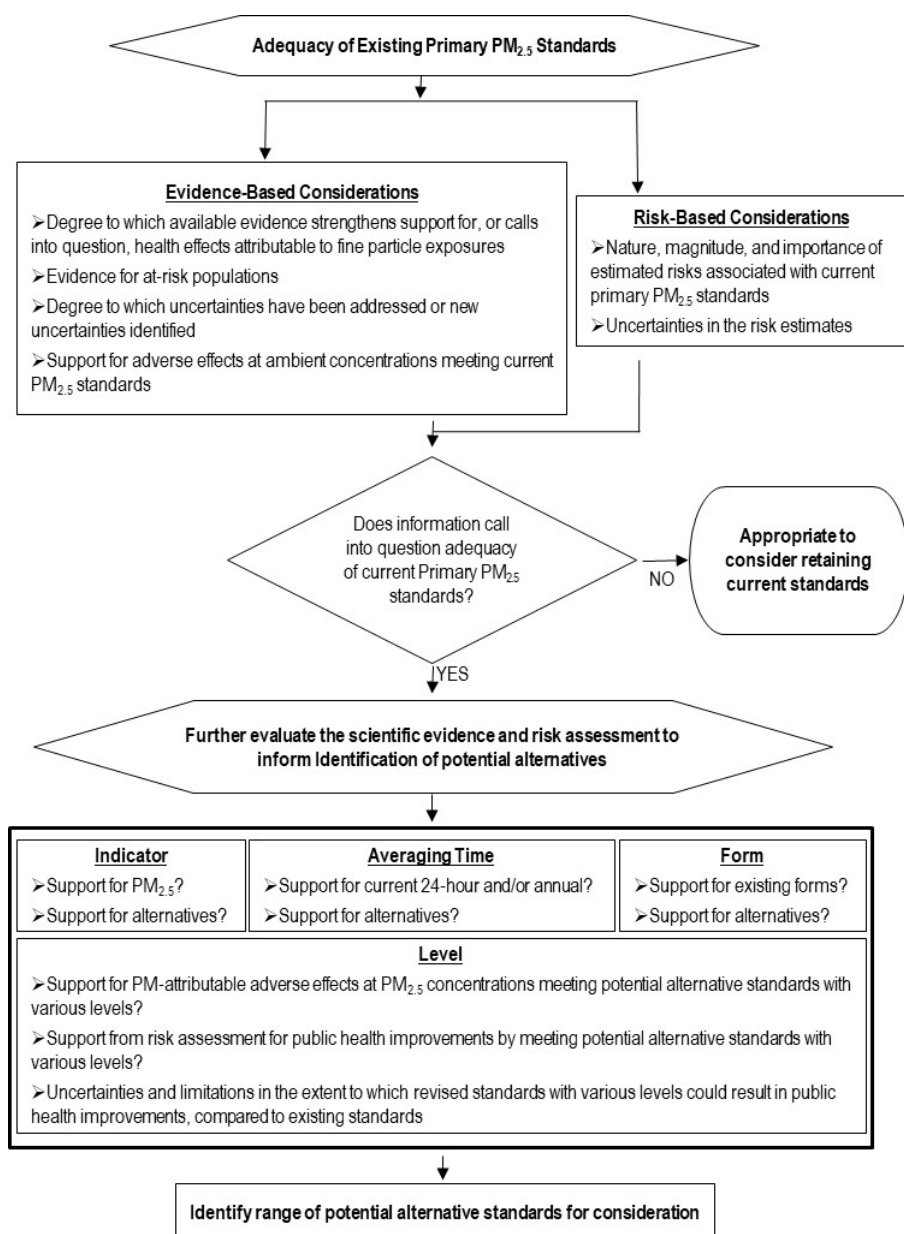 Adequacy of Existing Primary PM2.5 Standards
Evidence-Based Considerations
➢Degree to which available evidence strengthens support for, or calls
into question, health effects attributable to fine particle exposures
➢Evidence for at-risk populations
➢Degree to which uncertainties have been addressed or new
uncertainties identified
➢Support for adverse effects at ambient concentrations meeting current
PM2.5 standards
Risk-Based Considerations
➢Nature, magnitude, and importance of
estimated risks associated with current
primary PM2.5 standards
➢Uncertainties in the risk estimates
Does information call
into question adequacy
of current Primary PM2.5
standards?
NO
Appropriate to
consider retaining
current standards
YES
Further evaluate the scientific evidence and risk assessment to
inform Identification of potential alternatives
Indicator
➢Support for PM2.5?
➢Support for alternatives?
Averaging Time
➢Support for current 24-hour and/or annual?
➢Support for alternatives?
Form
➢Support for existing forms?
➢Support for alternatives?
Level
➢Support for PM-attributable adverse effects at PM2.5 concentrations meeting potential alternative standards with
various levels?
➢Support from risk assessment for public health improvements by meeting potential alternative standards with
various levels?
➢Uncertainties and limitations in the extent to which revised standards with various levels could result in public
health improvements, compared to existing standards
Identify range of potential alternative standards for consideration